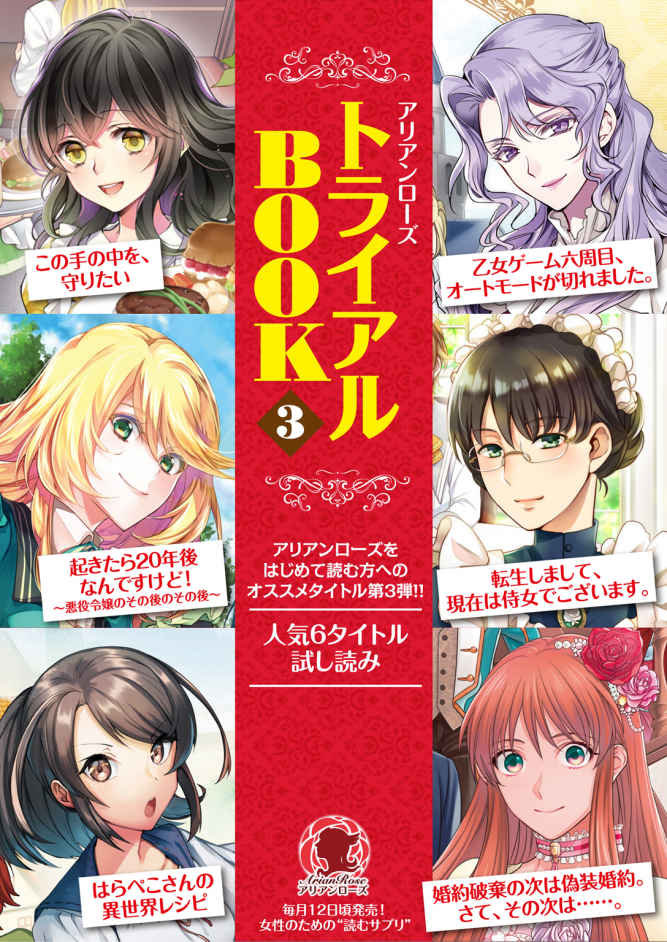 アリアンローズ
トライアル
BOOK
3
アリアンローズを
はじめて読む方への
オススメタイトル第3弾!!
人気6タイトル
試し読み
ArianRose
アリアンローズ
毎月12日頃発売！
女性のための“読むサプリ”
この手の中を、
守りたい
乙女ゲーム六周目、
オートモードが切れました。
起きたら20年後
なんですけど！
～悪役令嬢のその後のその後～
転生しまして、
現在は侍女でございます。
はらぺこさんの
異世界レシピ
婚約破棄の次は偽装婚約。
さて、その次は……。